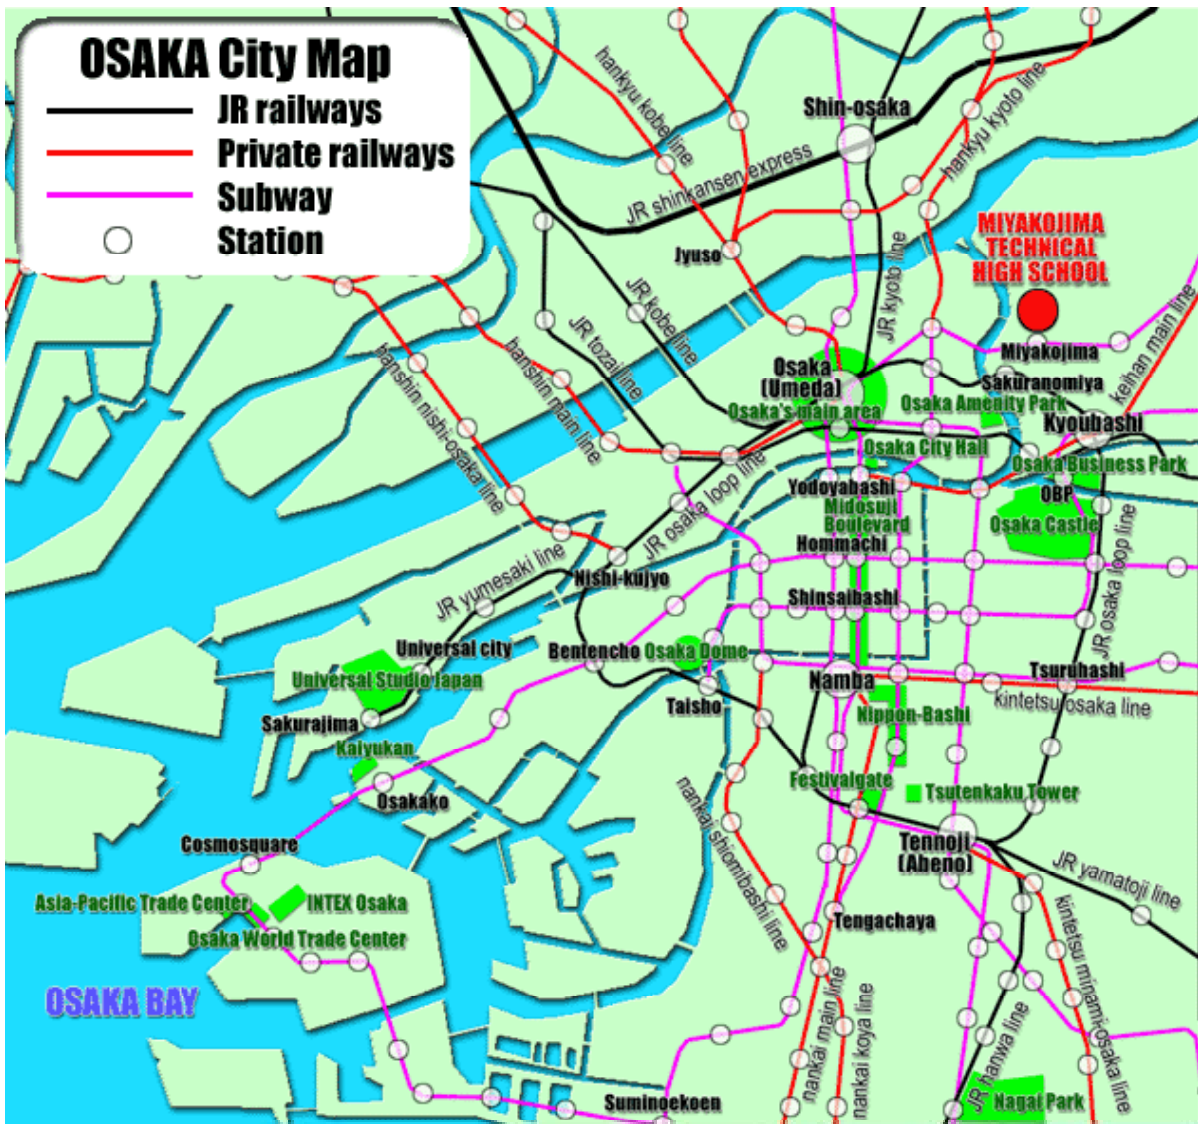 OSAKA City Map
JR railways
Private railways
Subway
Station
hankyu kobe line
Shin-osaka
hankyu kyoto line
JR shinkansen express
MIYAKOJIMA
TECHNICAL
HIGH SCHOOL
Jyuso
JR kyoto line
JR kobe line
JR tozai line
hanshin nishi-osaka line
hanshim main line
keihan main line
Miyakojima
Osaka
(Umeda)
Sakuranomiya
Osaka's main area
Osaka Amenity Park
Kyoubashi
Osaka City Hall
Osaka Business Park
JR osaka loop line
Yodoyabashi
OBP
Midosuji
Boulevard
Osaka Castle
Hommachi
JR yumesaki line
Nishi-kujyo
Shinsaibashi
JR osaka loop line
Universal city
Bentencho
Osaka Dome
Universal Studio Japan
Namba
Tsuruhashi
Taisho
kintetsu osaka line
Sakurajima
Nippon-Bashi
Kaiyukan
Festivalgate
Osakako
Tsutenkaku Tower
nankai shiomibashi line
Cosmosquare
Tennoji
(Abeno)
JR yamatoji line
Asia-Pacific Trade Center
INTEX Osaka
Tengachaya
Osaka World Trade Center
kintetsu minami-osaka line
OSAKA BAY
nankai main line
nankai koya line
JR hanwa line
Suminoekoen
Nagai Park